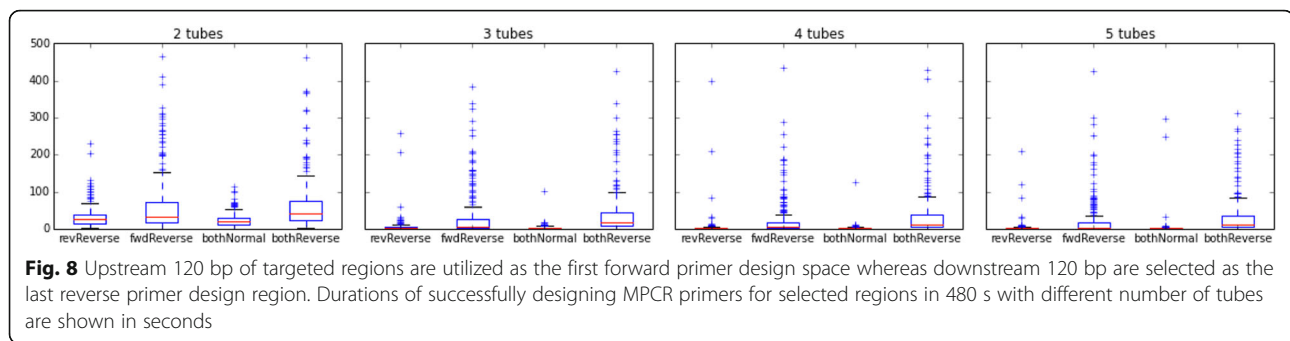 2 tubes 3 tubes 4 tubes 5 tubes
500
400
300
200
100
0
revReverse fwdReverse bothNormal bothReverse revReverse fwdReverse bothNormal bothReverse revReverse fwdReverse bothNormal bothReverse revReverse fwdReverse bothNormal bothReverse
Fig. 8 Upstream 120 bp of targeted regions are utilized as the first forward primer design space whereas downstream 120 bp are selected as the
last reverse primer design region. Durations of successfully designing MPCR primers for selected regions in 480 s with different number of tubes
are shown in seconds